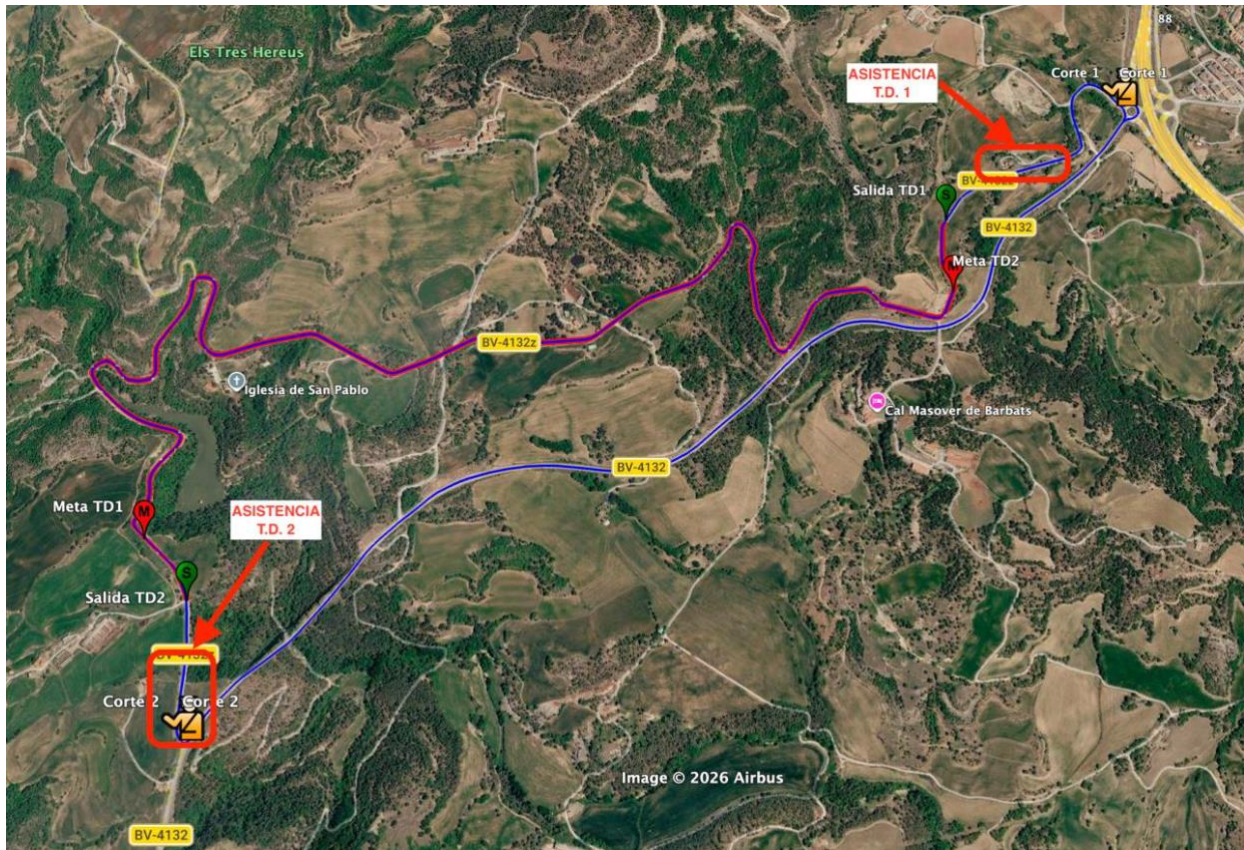 88
Els Tres Hereus
ASISTENCIA
T.D. 1
Corte 1
Corte 1
Salida TD1
BV-4132z
BV-4132
Meta TD2
BV-4132z
Iglesia de San Pablo
Cal Masover de Barbats
BV-4132
Meta TD1
M
ASISTENCIA
T.D. 2
S
Salida TD2
Corte 2
Corte 2
Image © 2026 Airbus
BV-4132